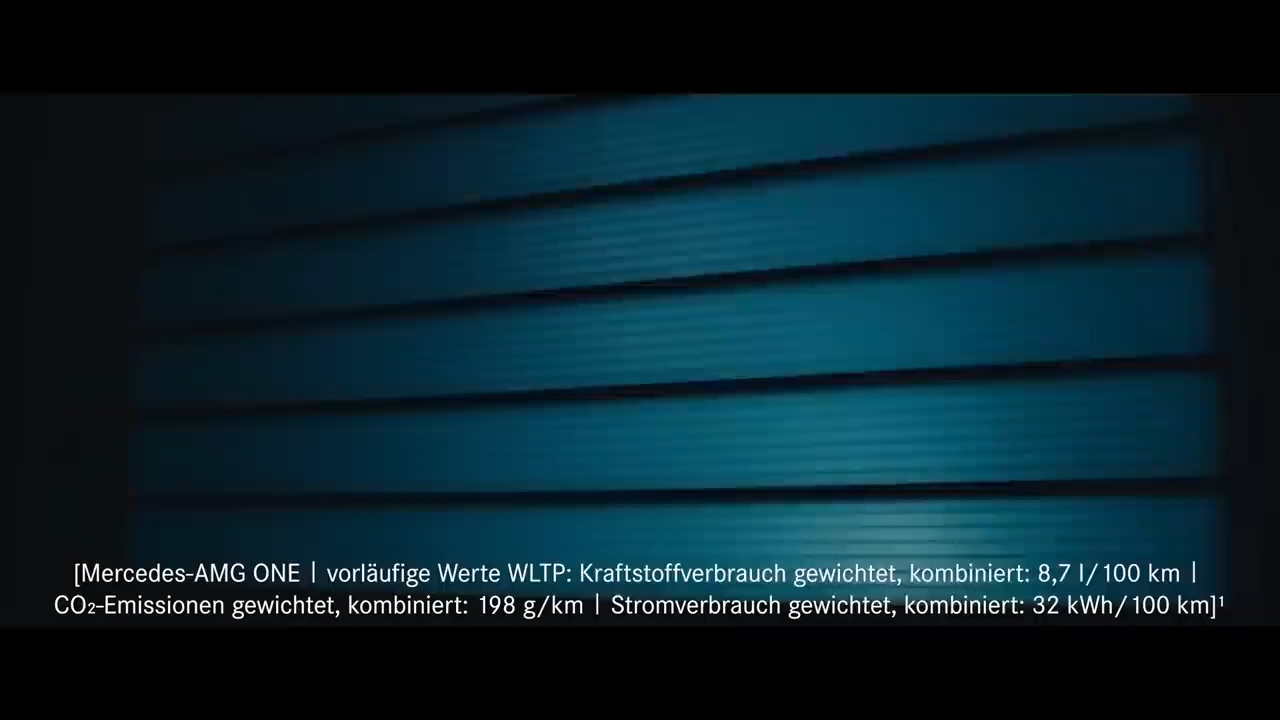 [Mercedes-AMG ONE | vorläufige Werte WLTP: Kraftstoffverbrauch gewichtet, kombiniert: 8,7 l/100 km |
CO₂-Emissionen gewichtet, kombiniert: 198 g/km | Stromverbrauch gewichtet, kombiniert: 32 kWh/100 km]¹